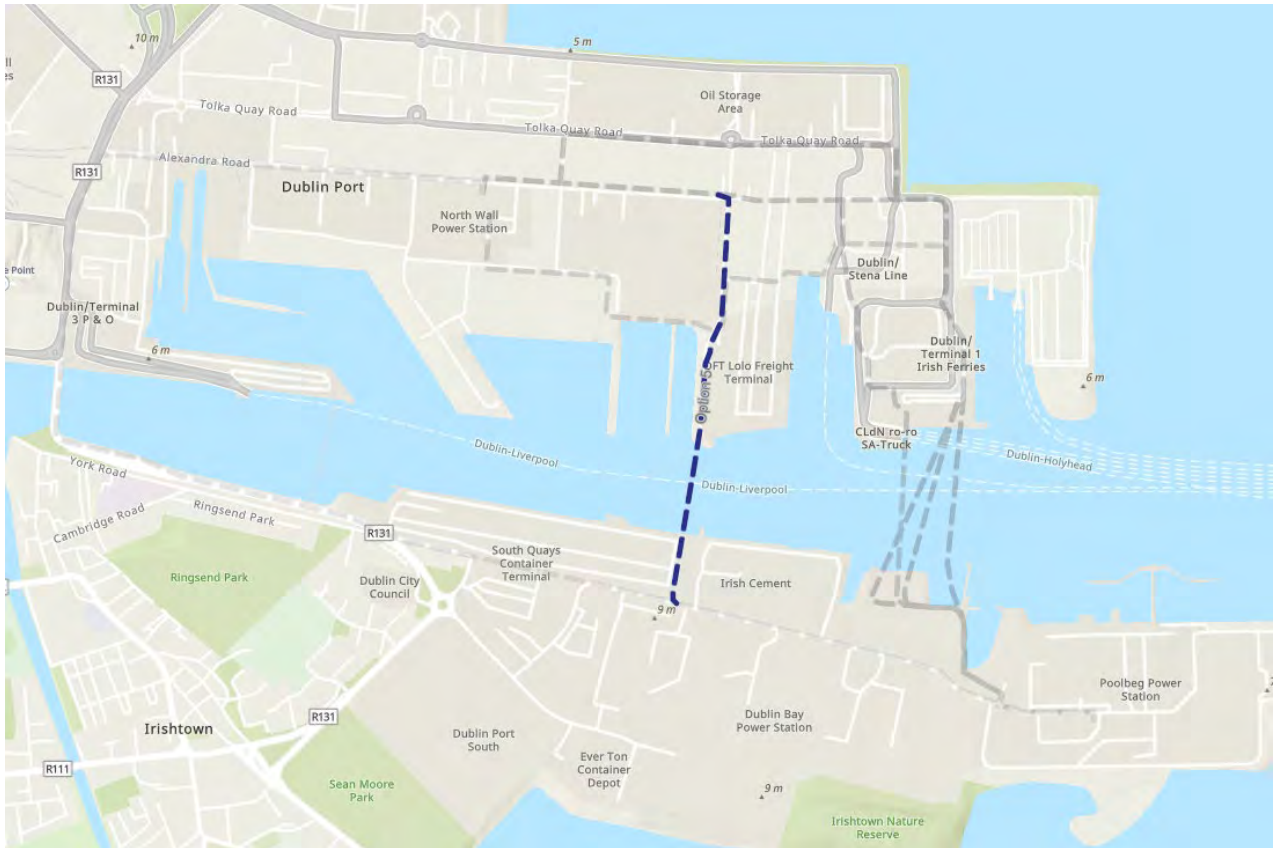 10 m
5 m
R131
Oil Storage
Area
Tolka Quay Road
Tolka Quay Road
Tolka Quay Road
Alexandra Road
R131
Dublin Port
North Wall
Power Station
Dublin/
Stena Line
Point
Dublin/Terminal
3 P & O
6 m
Dublin/
Terminal 1
Irish Ferries
Lolo Freight
Terminal
6 m
Option
CLdN ro-ro
SA-Truck
Dublin-Liverpool
Dublin-Holyhead
Dublin-Liverpool
York Road
Cambridge Road
Ringsend Park
R131
South Quays
Container
Terminal
Ringsend Park
Dublin City
Council
Irish Cement
9 m
Poolbeg Power
Station
Irishtown
R131
Dublin Port
South
Dublin Bay
Power Station
Ever Ton
Container
Depot
R111
Sean Moore
Park
9 m
Irishtown Nature
Reserve